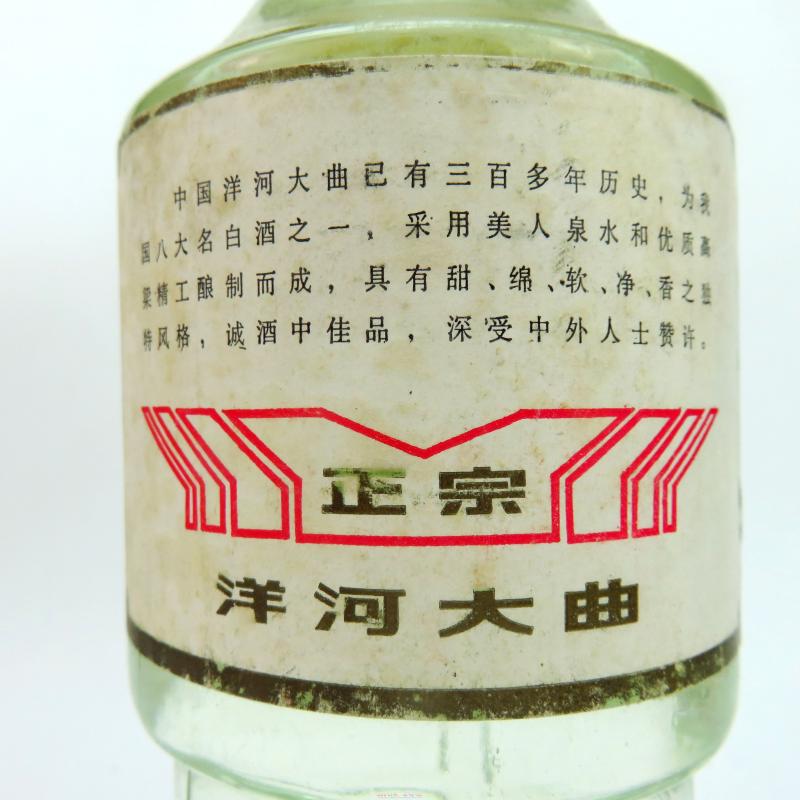 中国洋河大曲已有三百多年历史，为我
国八大名白酒之一，采用美人泉水和优质高
粱精工酿制而成，具有甜、绵、软、净、香之独
特风格，诚酒中佳品，深受中外人士赞许。
正宗
洋河大曲